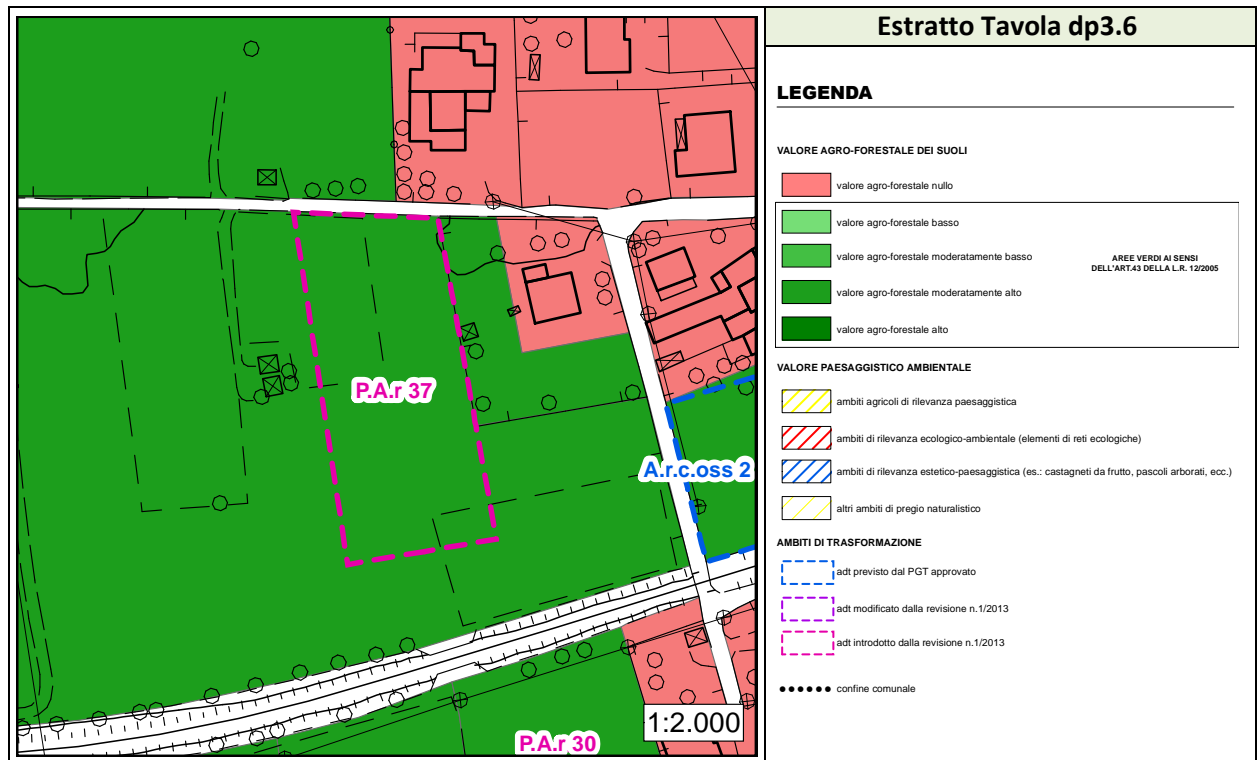 Estratto Tavola dp3.6
LEGENDA
VALORE AGRO-FORESTALE DEI SUOLI
valore agro-forestale nullo
valore agro-forestale basso
valore agro-forestale moderatamente basso
AREE VERDI AI SENSI
DELL'ART.43 DELLA L.R. 12/2005
valore agro-forestale moderatamente alto
valore agro-forestale alto
VALORE PAESAGGISTICO AMBIENTALE
ambiti agricoli di rilevanza paesaggistica
ambiti di rilevanza ecologico-ambientale (elementi di reti ecologiche)
ambiti di rilevanza estetico-paesaggistica (es.: castagneti da frutto, pascoli arborati, ecc.)
altri ambiti di pregio naturalistico
AMBITI DI TRASFORMAZIONE
adt previsto dal PGT approvato
adt modificato dalla revisione n.1/2013
adt introdotto dalla revisione n.1/2013
confine comunale
P.A.r 37
A.r.c.oss 2
P.A.r 30
1:2.000